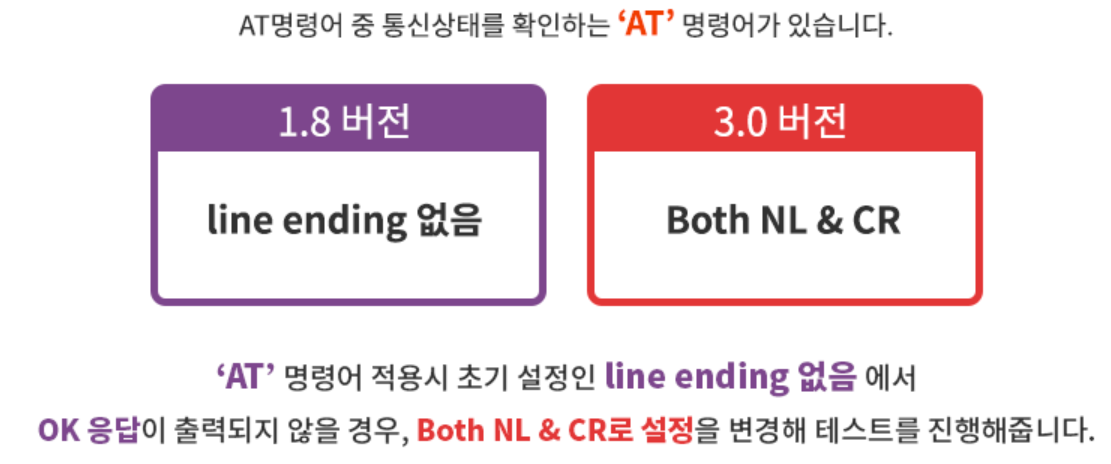 AT명령어 중 통신상태를 확인하는 ‘AT’ 명령어가 있습니다.
1.8 버전
line ending 없음
3.0 버전
Both NL & CR
‘AT’ 명령어 적용시 초기 설정인 line ending 없음 에서
OK 응답이 출력되지 않을 경우, Both NL & CR로 설정을 변경해 테스트를 진행해줍니다.